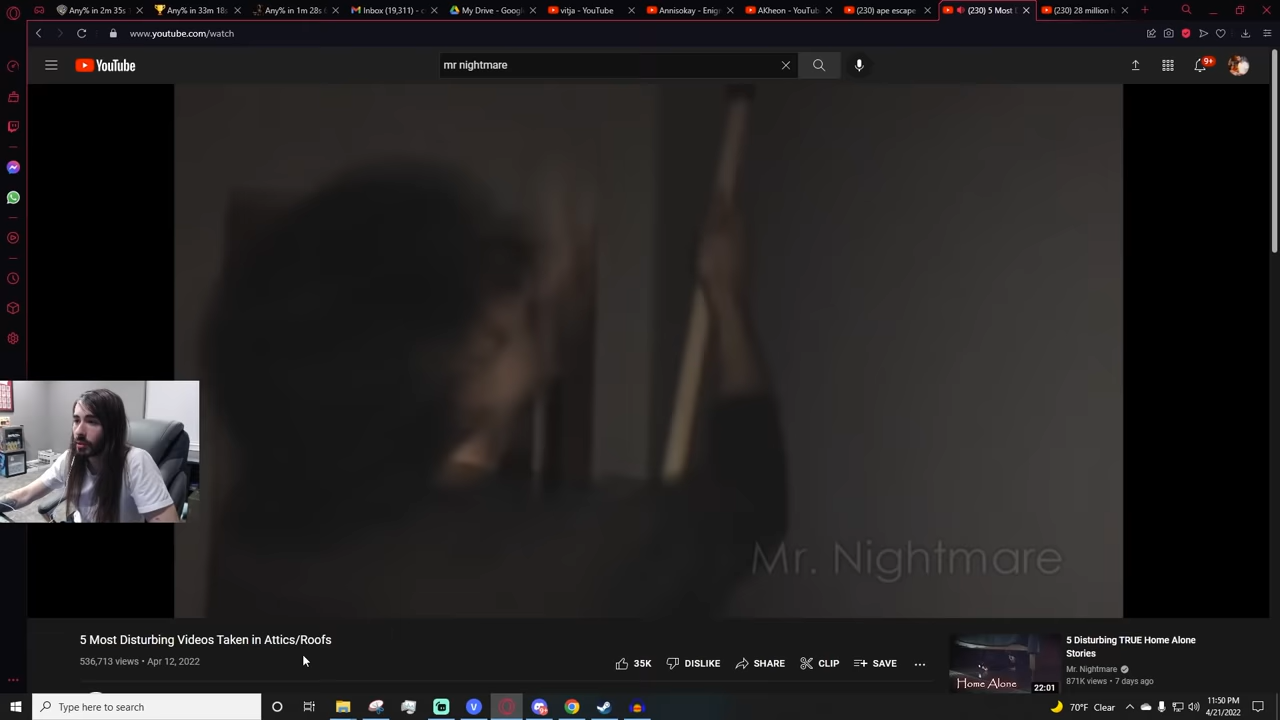 Any% in 2m 35s
Any% in 33m 18s
Any% in 1m 28s
Inbox (19,311) -
My Drive - Google
vitja - YouTube
Annisokay - Enig
AKheon - YouTube
(230) ape escape
(230) 5 Most
(230) 28 million
www.youtube.com/watch
YouTube
mr nightmare
9+
Mr. Nightmare
5 Most Disturbing Videos Taken in Attics/Roofs
536,713 views • Apr 12, 2022
35K
DISLIKE
SHARE
CLIP
SAVE
Home Alone
22:01
5 Disturbing TRUE Home Alone
Stories
Mr. Nightmare
871K views • 7 days ago
Type here to search
70°F Clear
11:50 PM
4/21/2022